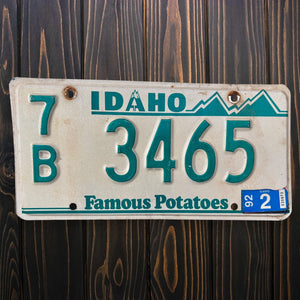 IDAHO
7B 3465
92 2
Famous Potatoes